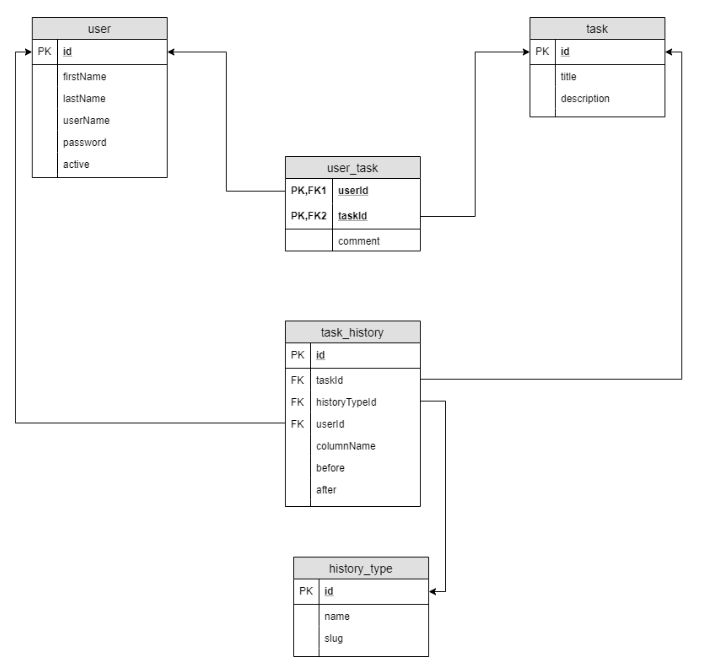 user
PK id
firstName
lastName
userName
password
active
task
PK id
title
description
user_task
PK,FK1 userId
PK,FK2 taskId
comment
task_history
PK id
FK taskId
FK historyTypeId
FK userId
columnName
before
after
history_type
PK id
name
slug